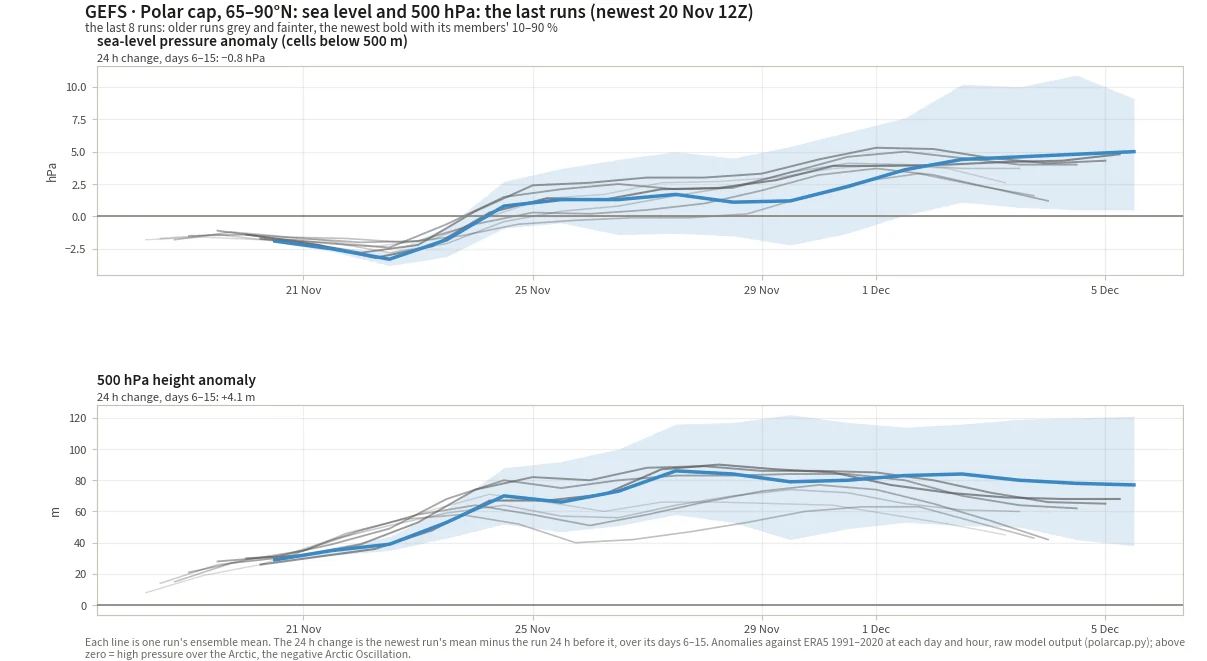 GEFS · Polar cap, 65–90°N: sea level and 500 hPa: the last runs (newest 20 Nov 12Z)
the last 8 runs: older runs grey and fainter, the newest bold with its members' 10–90 %
sea-level pressure anomaly (cells below 500 m)
24 h change, days 6–15: −0.8 hPa
10.0
7.5
5.0
2.5
0.0
−2.5
hPa
21 Nov
25 Nov
29 Nov
1 Dec
5 Dec
500 hPa height anomaly
24 h change, days 6–15: +4.1 m
120
100
80
60
40
20
0
m
21 Nov
25 Nov
29 Nov
1 Dec
5 Dec
Each line is one run's ensemble mean. The 24 h change is the newest run's mean minus the run 24 h before it, over its days 6–15. Anomalies against ERA5 1991–2020 at each day and hour, raw model output (polarcap.py); above
zero = high pressure over the Arctic, the negative Arctic Oscillation.